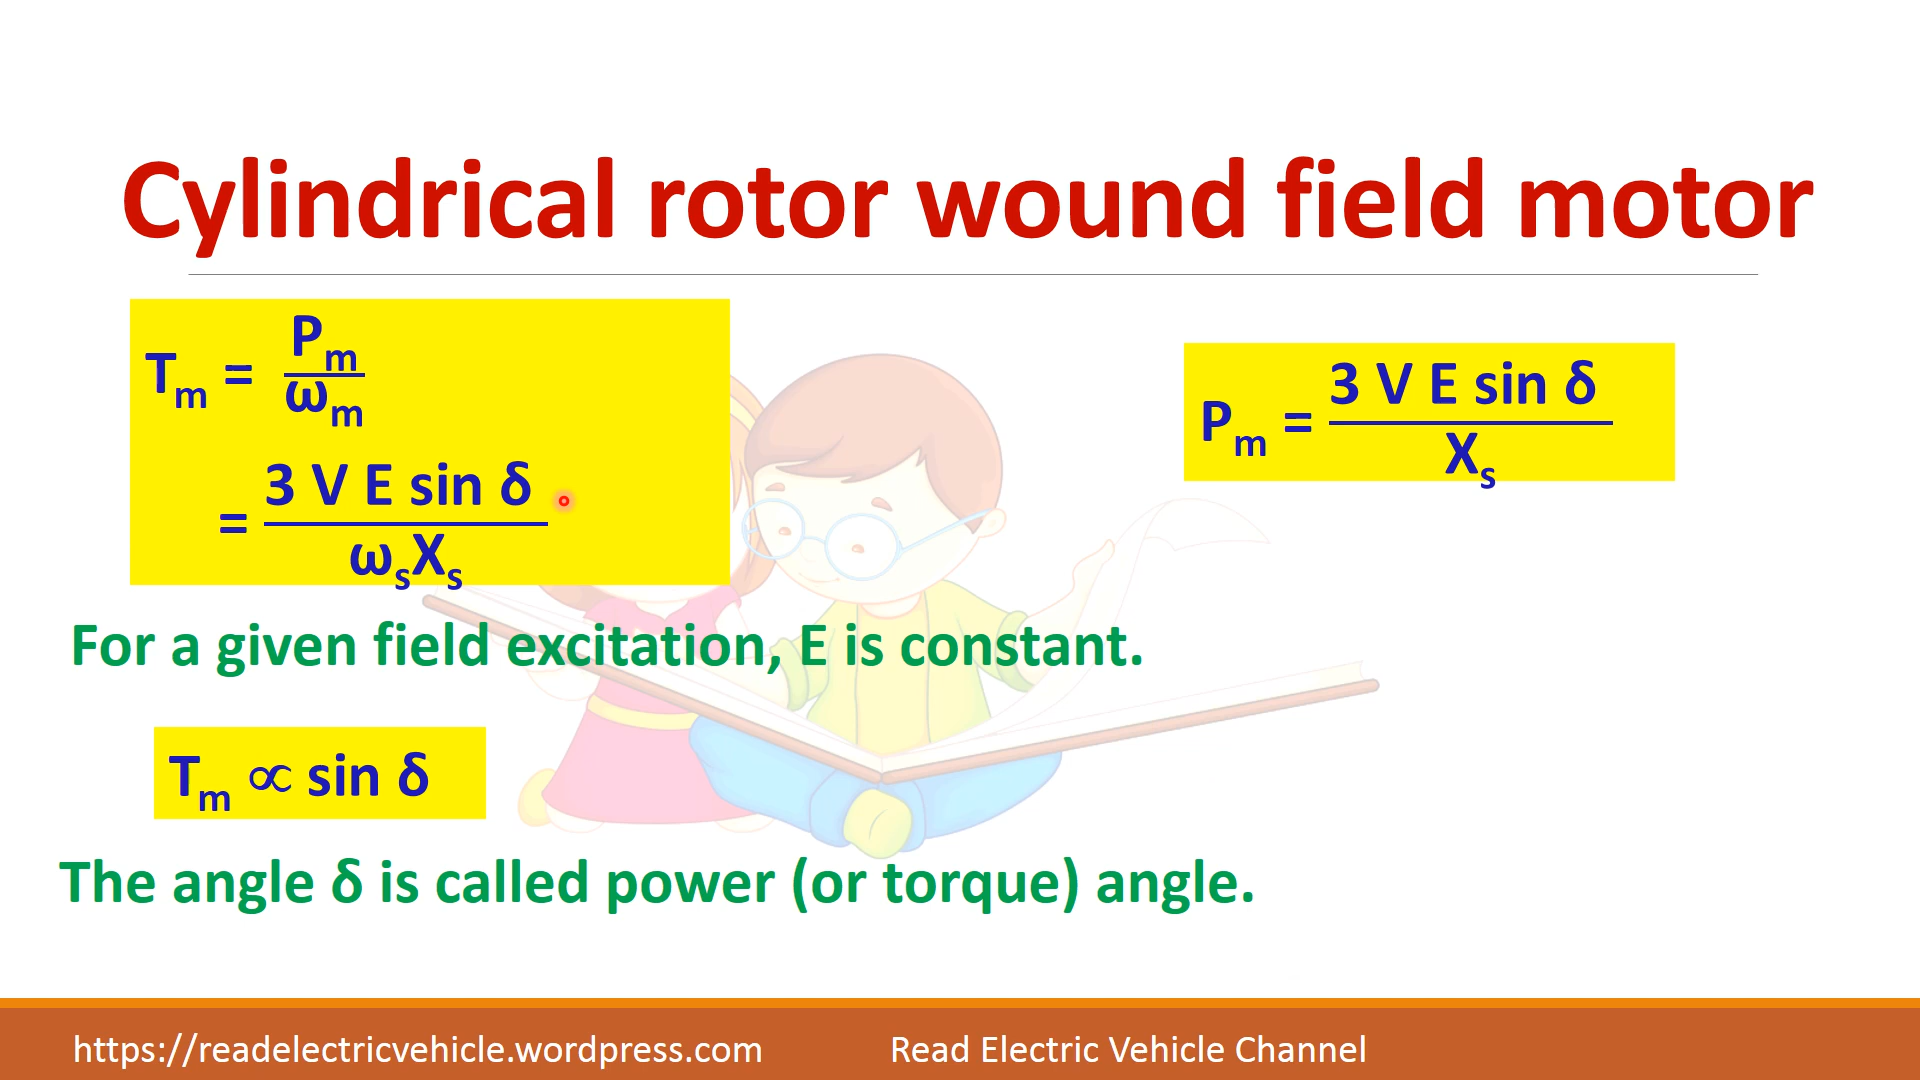 Cylindrical rotor wound field motor
Tm = Pm / ωm
= 3 V E sin δ / ωsXs
Pm = 3 V E sin δ / Xs
For a given field excitation, E is constant.
Tm ∝ sin δ
The angle δ is called power (or torque) angle.
https://readelectricvehicle.wordpress.com
Read Electric Vehicle Channel